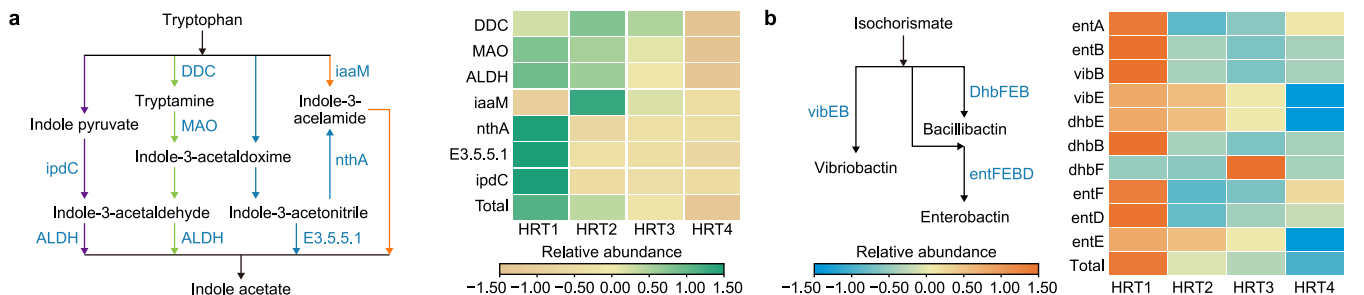 a
Tryptophan
DDC
iaaM
Tryptamine
Indole-3-
acelamide
Indole pyruvate
MAO
Indole-3-acetaldoxime
nthA
ipdC
Indole-3-acetaldehyde
Indole-3-acetonitrile
ALDH
ALDH
E3.5.5.1
Indole acetate
DDC
MAO
ALDH
iaaM
nthA
E3.5.5.1
ipdC
Total
HRT1 HRT2 HRT3 HRT4
Relative abundance
−1.50 −1.00 0.00 0.00 0.50 1.00 1.50
b
Isochorismate
DhbFEB
vibEB
Bacillibactin
Vibriobactin
entFEBD
Enterobactin
Relative abundance
−1.50 −1.00 0.00 0.00 0.50 1.00 1.50
entA
entB
vibB
vibE
dhbE
dhbB
dhbF
entF
entD
entE
Total
HRT1 HRT2 HRT3 HRT4